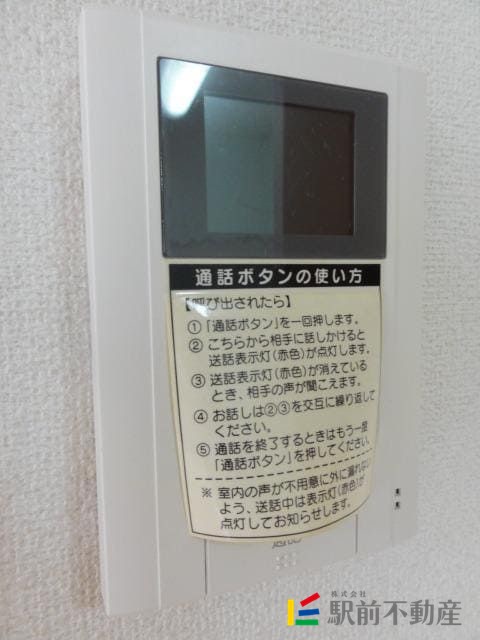 通話ボタンの使い方
【呼び出されたら】
①「通話ボタン」を一回押します。
② こちらから相手に話しかけると
送話表示灯(赤色)が点灯します。
③ 送話表示灯(赤色)が消えている
とき、相手の声が聞こえます。
④ お話しは②③を交互に繰り返して
ください。
⑤ 通話を終了するときはもう一度
「通話ボタン」を押してください。
※ 室内の声が不用意に外に漏れない
よう、送話中は表示灯(赤色)が
点灯してお知らせします。
株式会社
駅前不動産